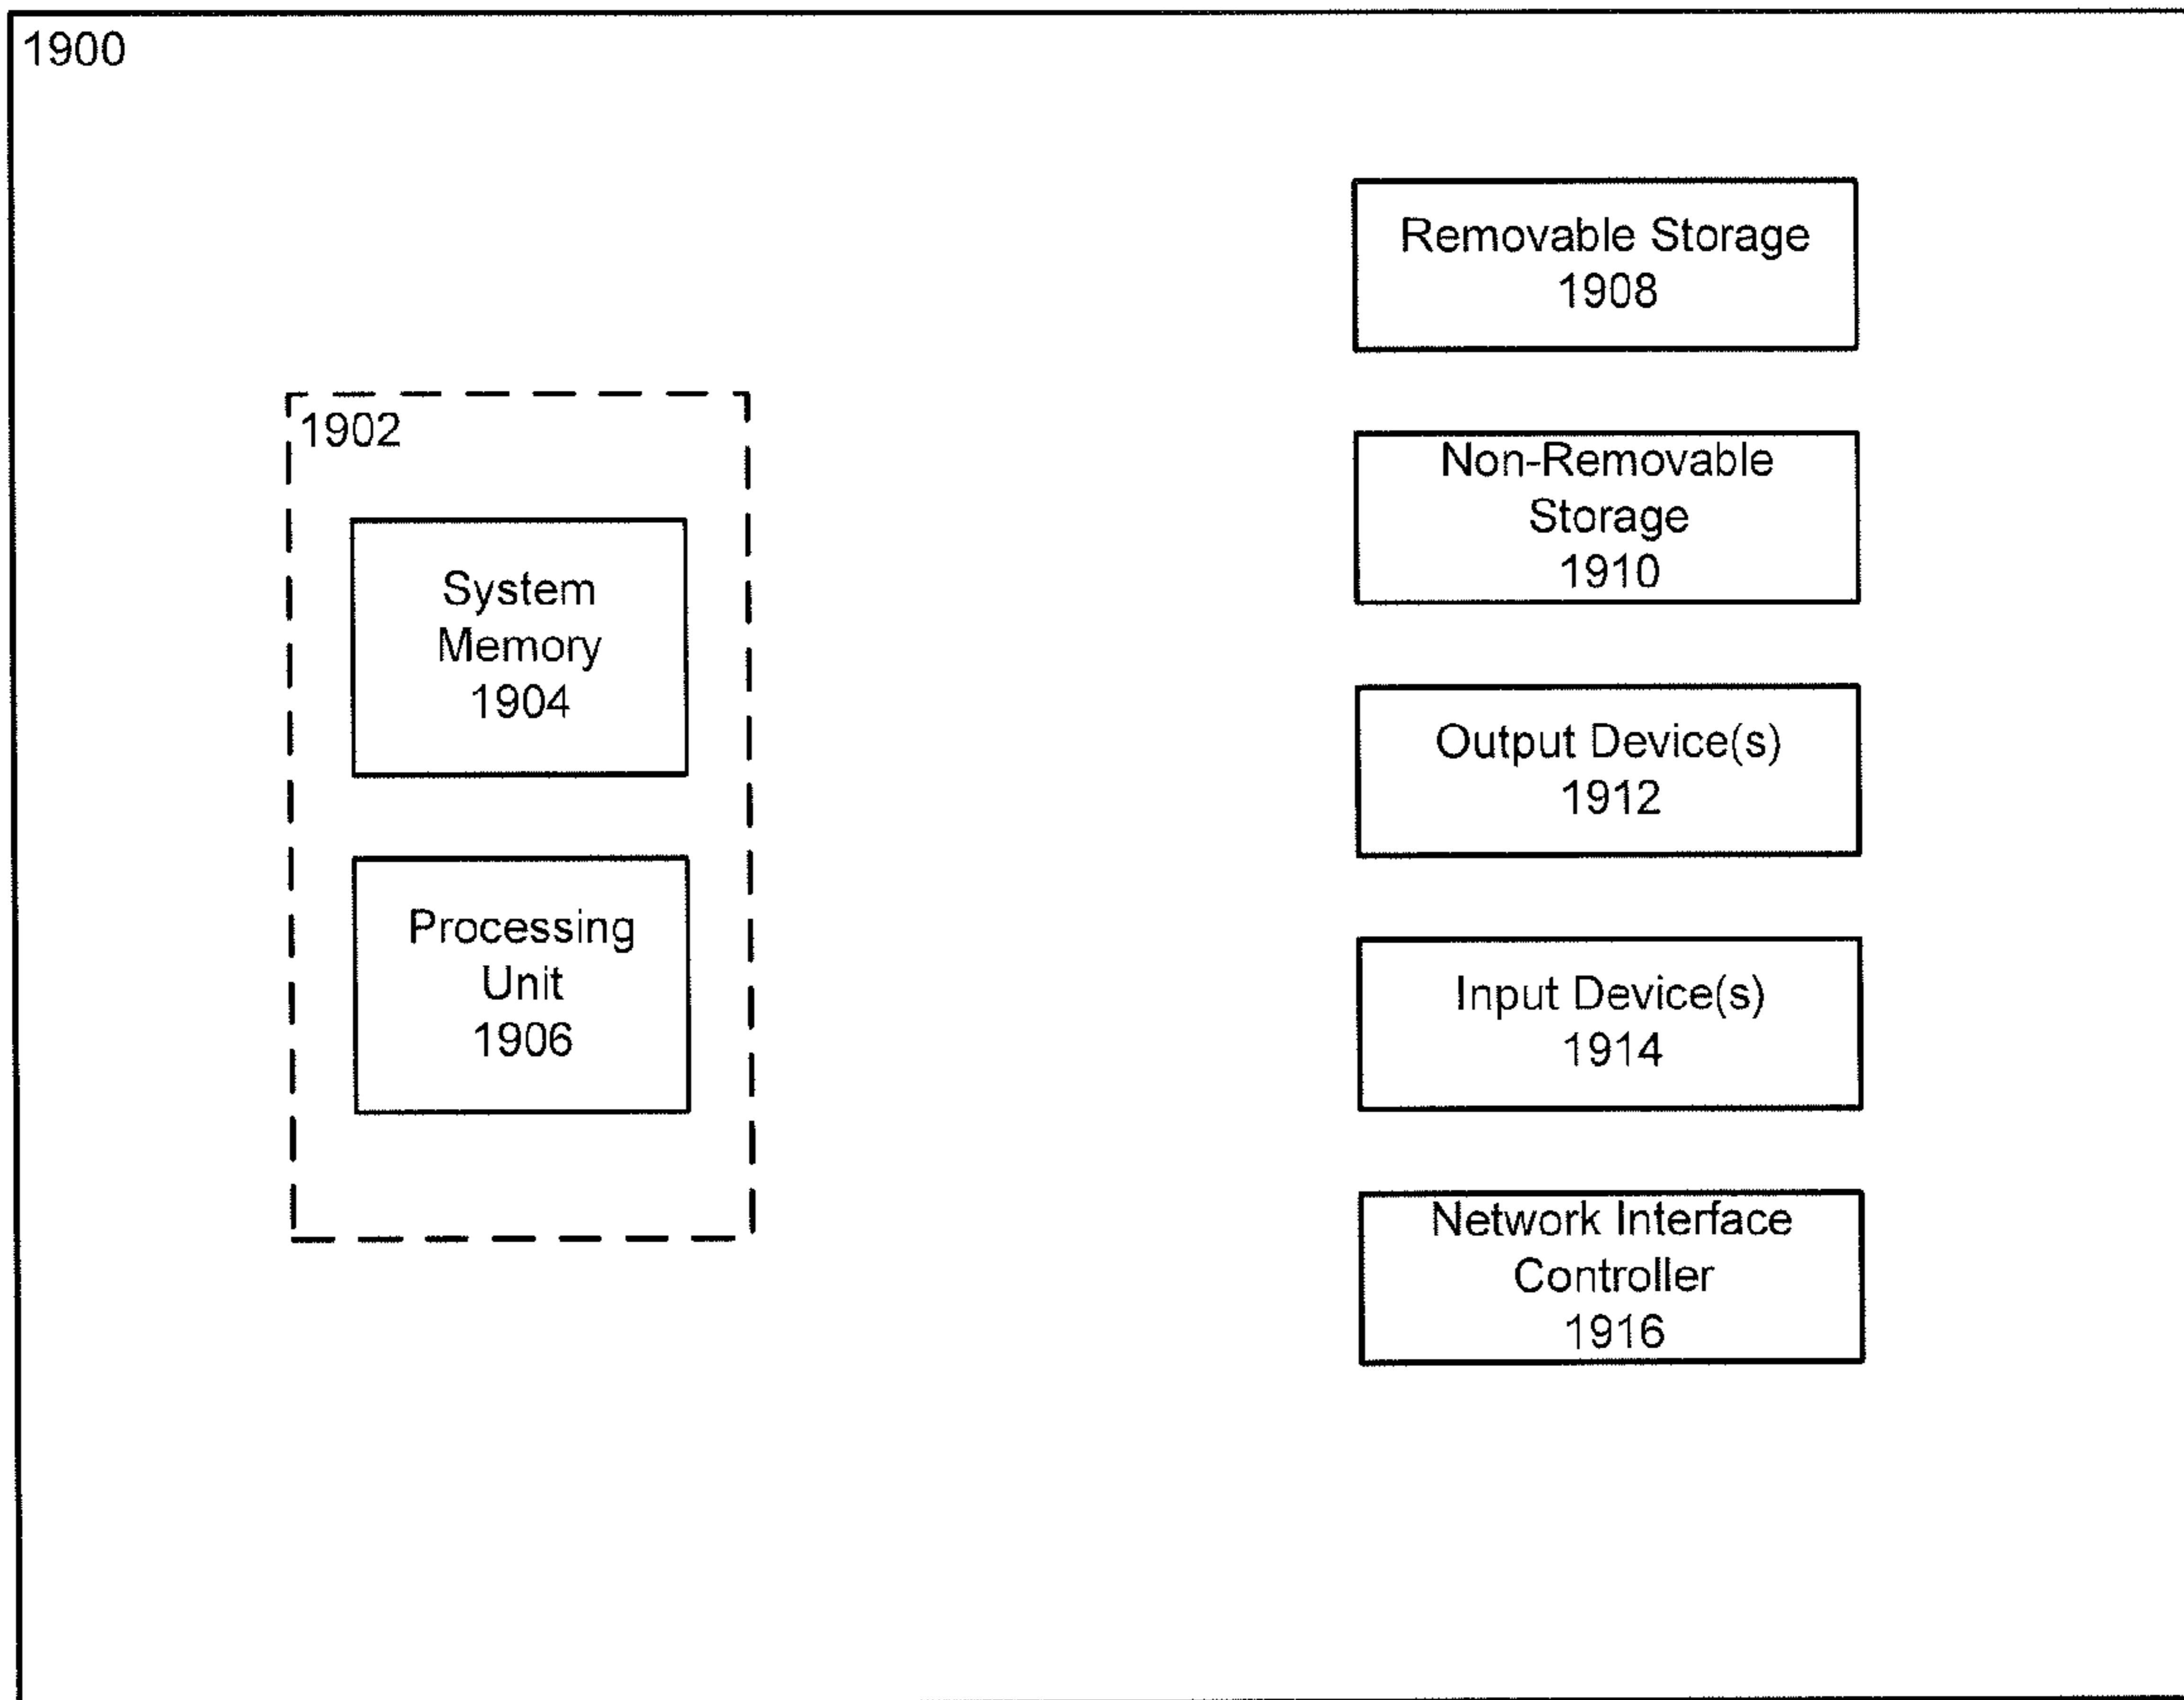 1900
1902
System
Memory
1904
Processing
Unit
1906
Removable Storage
1908
Non-Removable
Storage
1910
Output Device(s)
1912
Input Device(s)
1914
Network Interface
Controller
1916